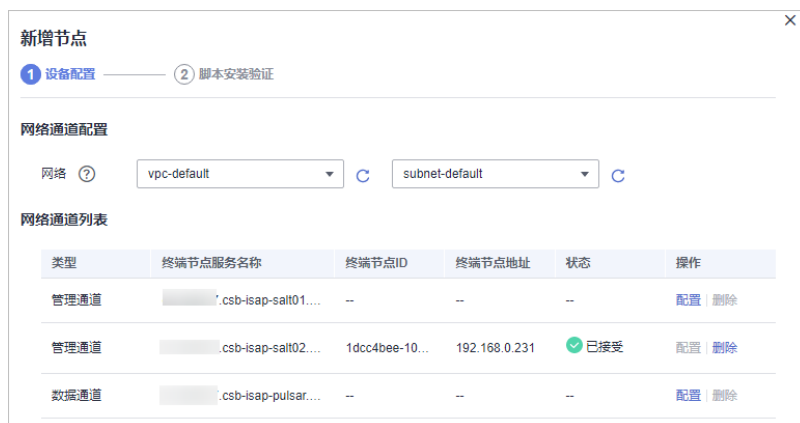 ×
新增节点
1 设备配置 2 脚本安装验证
网络通道配置
网络 ? vpc-default subnet-default
网络通道列表
类型 终端节点服务名称 终端节点ID 终端节点地址 状态 操作
管理通道 .csb-isap-salt01.... -- -- -- 配置 | 删除
管理通道 .csb-isap-salt02.... 1dcc4bee-10... 192.168.0.231 已接受 配置 | 删除
数据通道 .csb-isap-pulsar.... -- -- -- 配置 | 删除